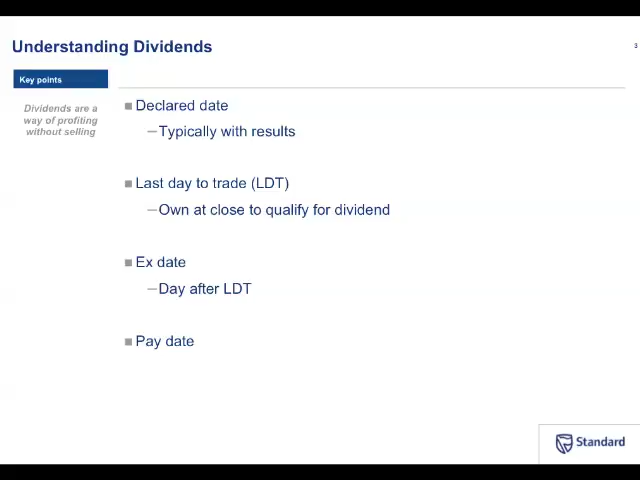 Understanding Dividends
3
Key points
Dividends are a
way of profiting
without selling
Declared date
–Typically with results
Last day to trade (LDT)
–Own at close to qualify for dividend
Ex date
–Day after LDT
Pay date
Standard